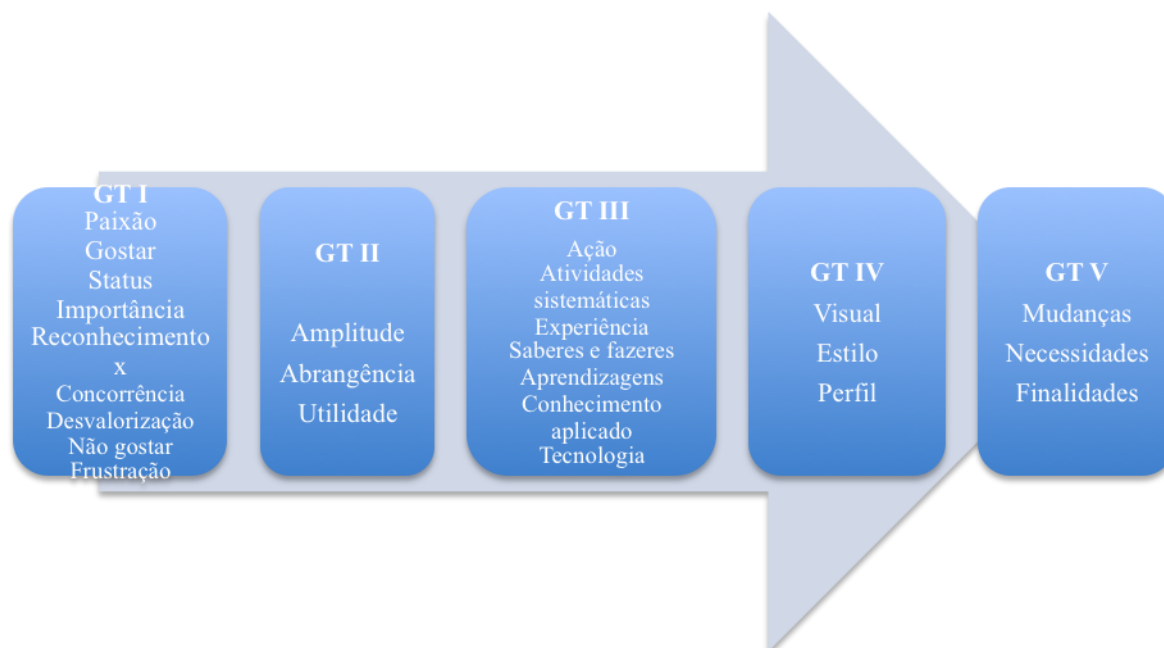 GT I
Paixão
Gostar
Status
Importância
Reconhecimento
x
Concorrência
Desvalorização
Não gostar
Frustração
GT II
Amplitude
Abrangência
Utilidade
GT III
Ação
Atividades
sistemáticas
Experiência
Saberes e fazeres
Aprendizagens
Conhecimento
aplicado
Tecnologia
GT IV
Visual
Estilo
Perfil
GT V
Mudanças
Necessidades
Finalidades